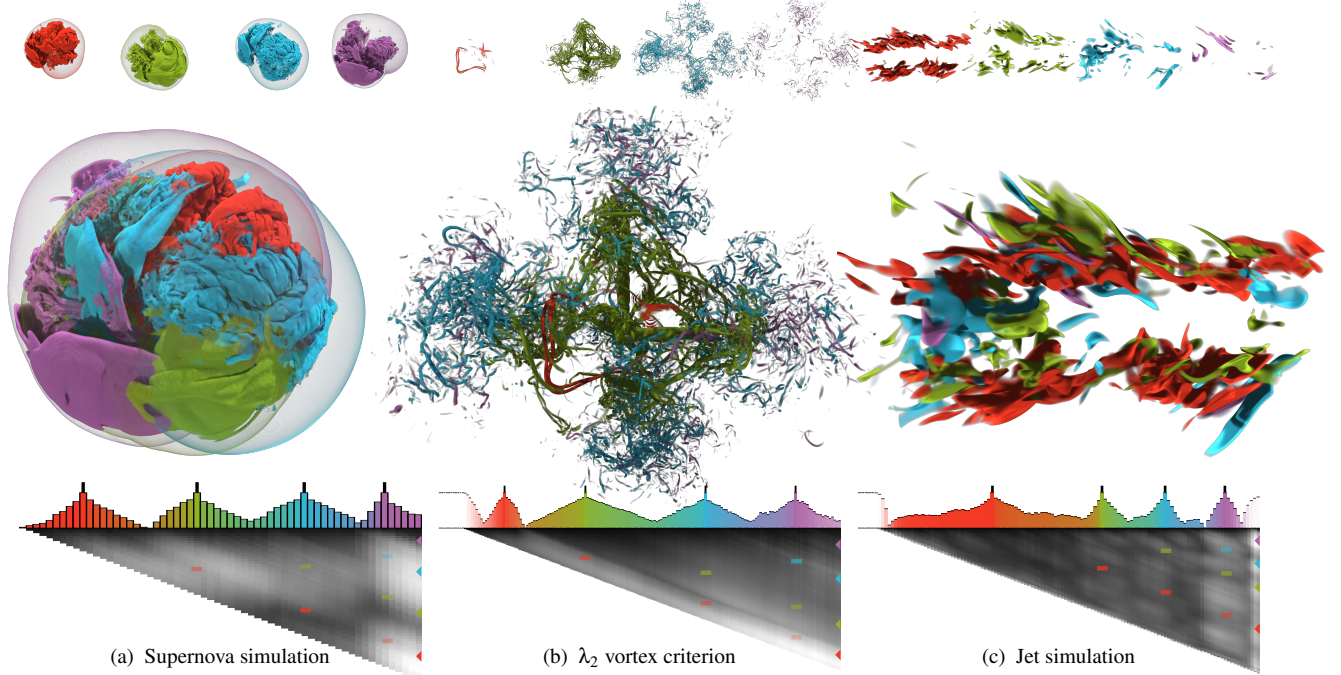 (a) Supernova simulation
(b) λ₂ vortex criterion
(c) Jet simulation